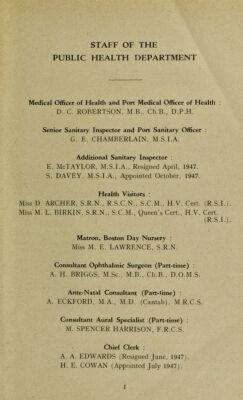 STAFF OF THE
PUBLIC HEALTH DEPARTMENT
Medical Officer of Health and Port Medical Officer of Health :
D. C. ROBERTSON, M.B., Ch.B., D.P.H.
Senior Sanitary Inspector and Port Sanitary Officer :
G. E. CHAMBERLAIN, M.S.I.A.
Additional Sanitary Inspector :
E. McTAYLOR, M.S.I.A., Resigned April, 1947.
S. DAVEY, M.S.I.A., Appointed October, 1947.
Health Visitors :
Miss D. ARCHER, S.R.N., R.S.C.N., S.C.M., H.V. Cert. (R.S.I.).
Miss M. L. BIRKIN, S.R.N., S.C.M., Queen's Cert., H.V. Cert.
(R.S.I.).
Matron, Boston Day Nursery :
Miss M. E. LAWRENCE, S.R.N.
Consultant Ophthalmic Surgeon (Part-time) :
A. H. BRIGGS, M.Sc., M.B., Ch.B., D.O.M.S.
Ante-Natal Consultant (Part-time) :
A. ECKFORD, M.A., M.D. (Cantab). M.R.C.S.
Consultant Aural Specialist (Part-time) :
M. SPENCER HARRISON, F.R.C.S.
Chief Clerk :
A. A. EDWARDS (Resigned June, 1947).
H. E. COWAN (Appointed July 1947).
1